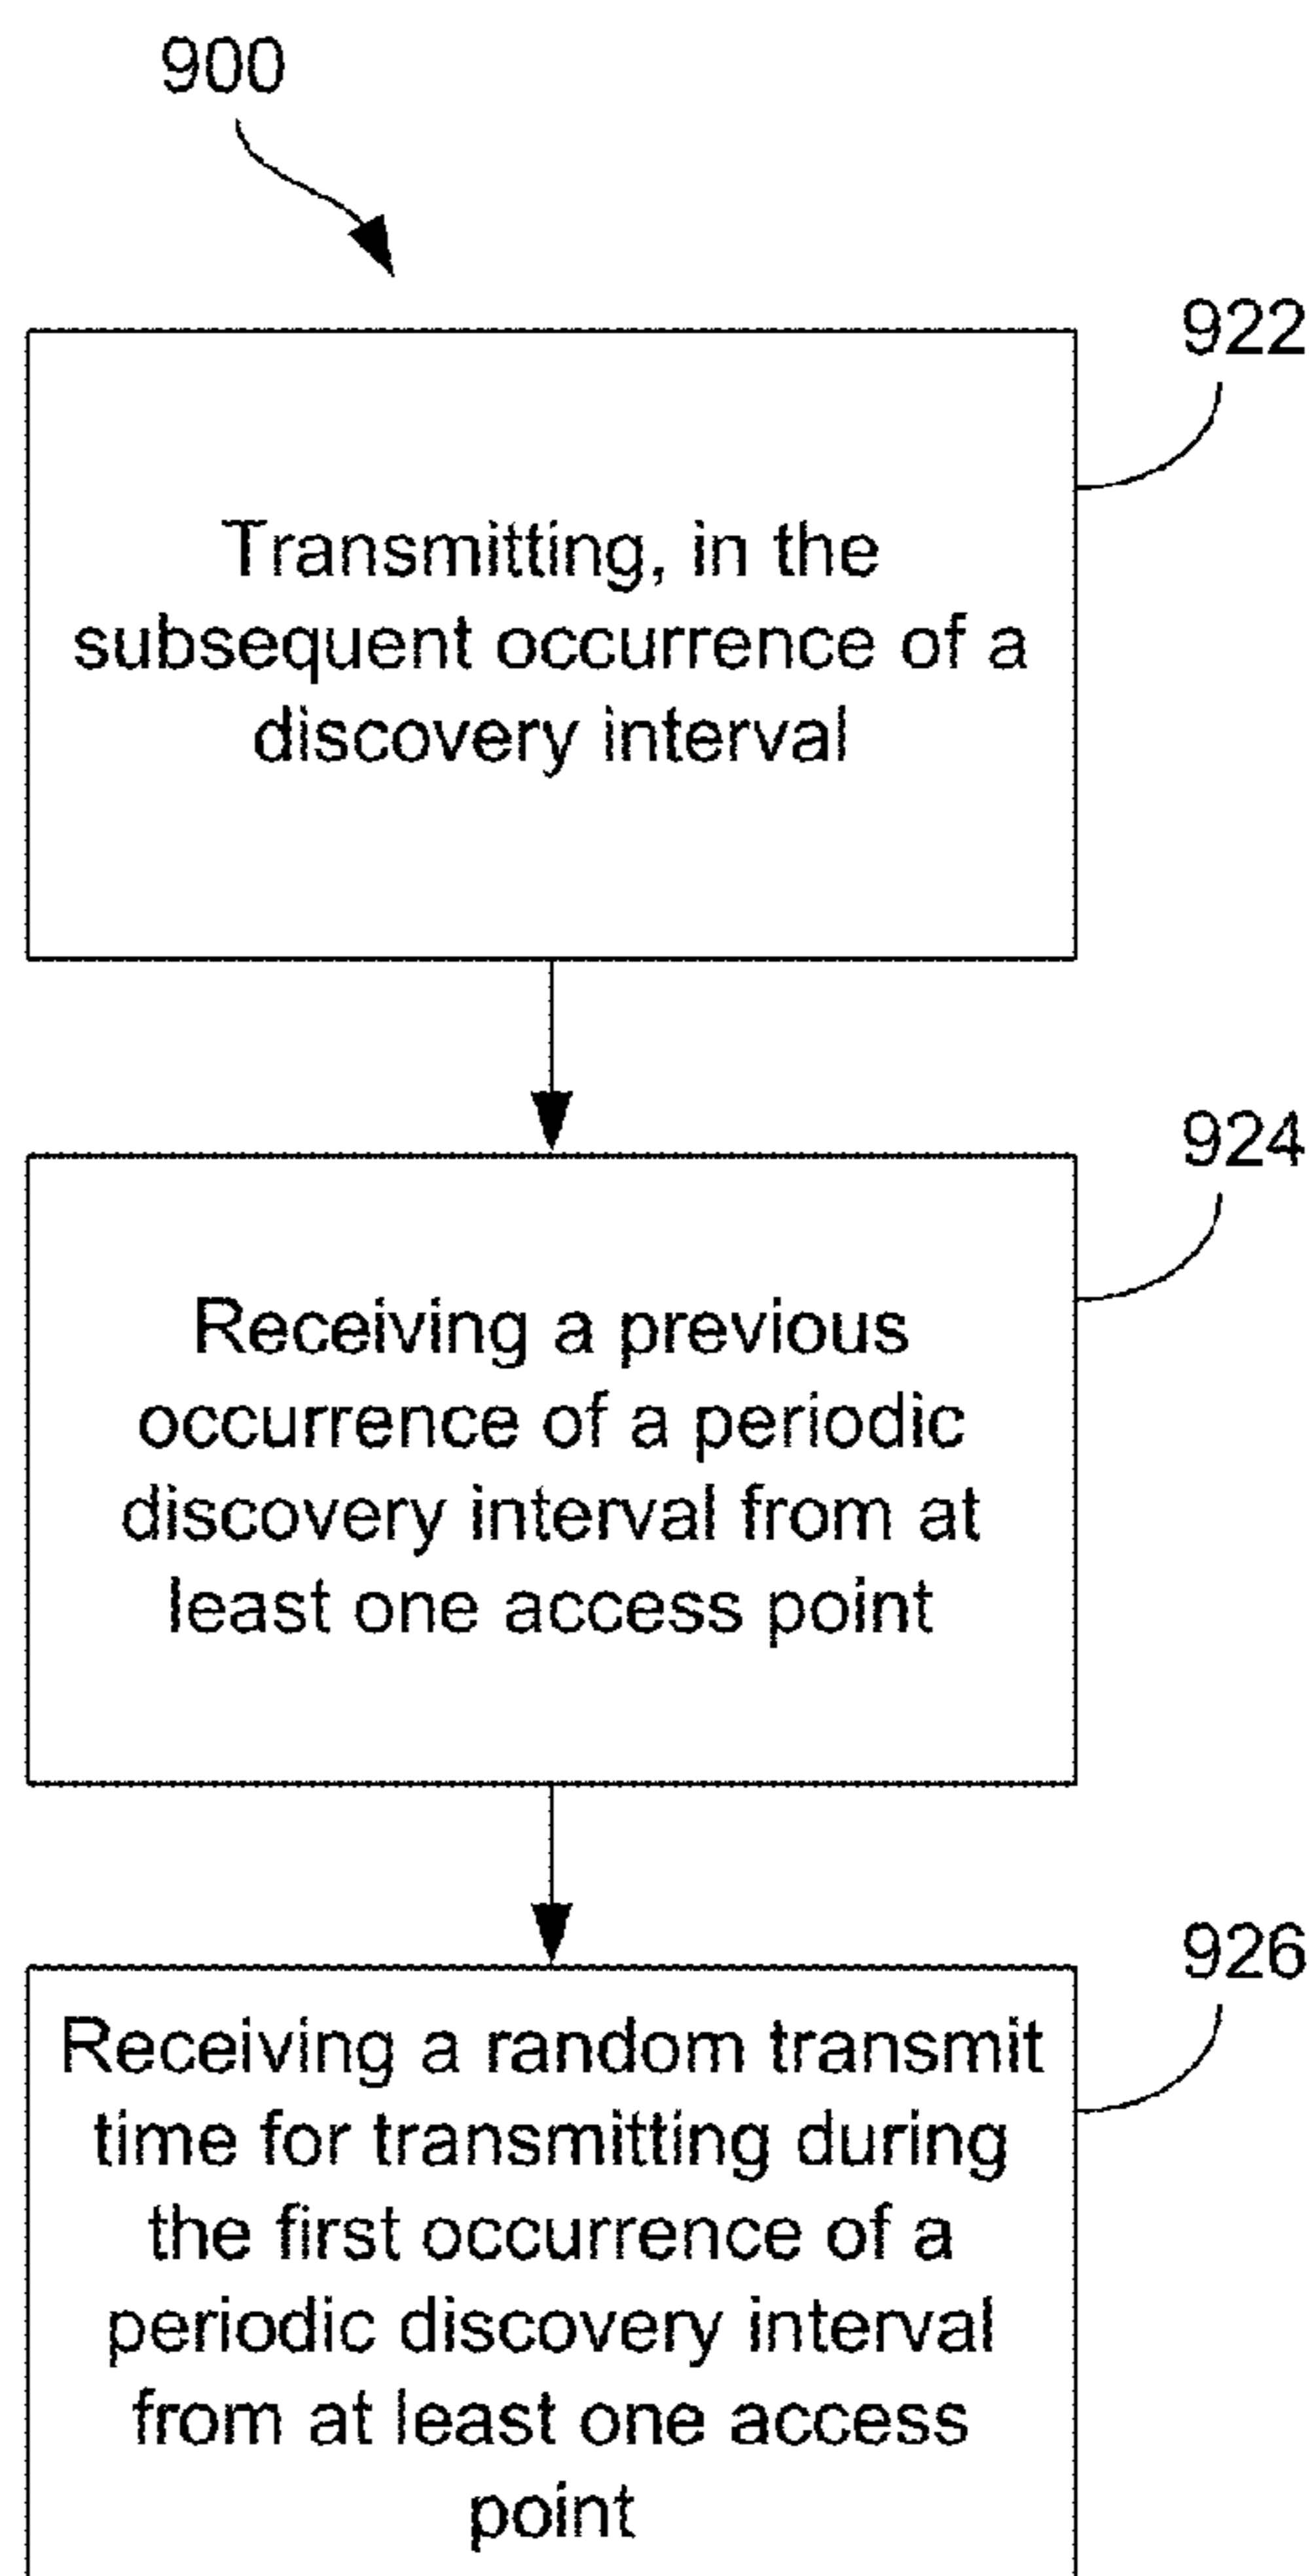 900
922
Transmitting, in the
subsequent occurrence of a
discovery interval
924
Receiving a previous
occurrence of a periodic
discovery interval from at
least one access point
926
Receiving a random transmit
time for transmitting during
the first occurrence of a
periodic discovery interval
from at least one access
point